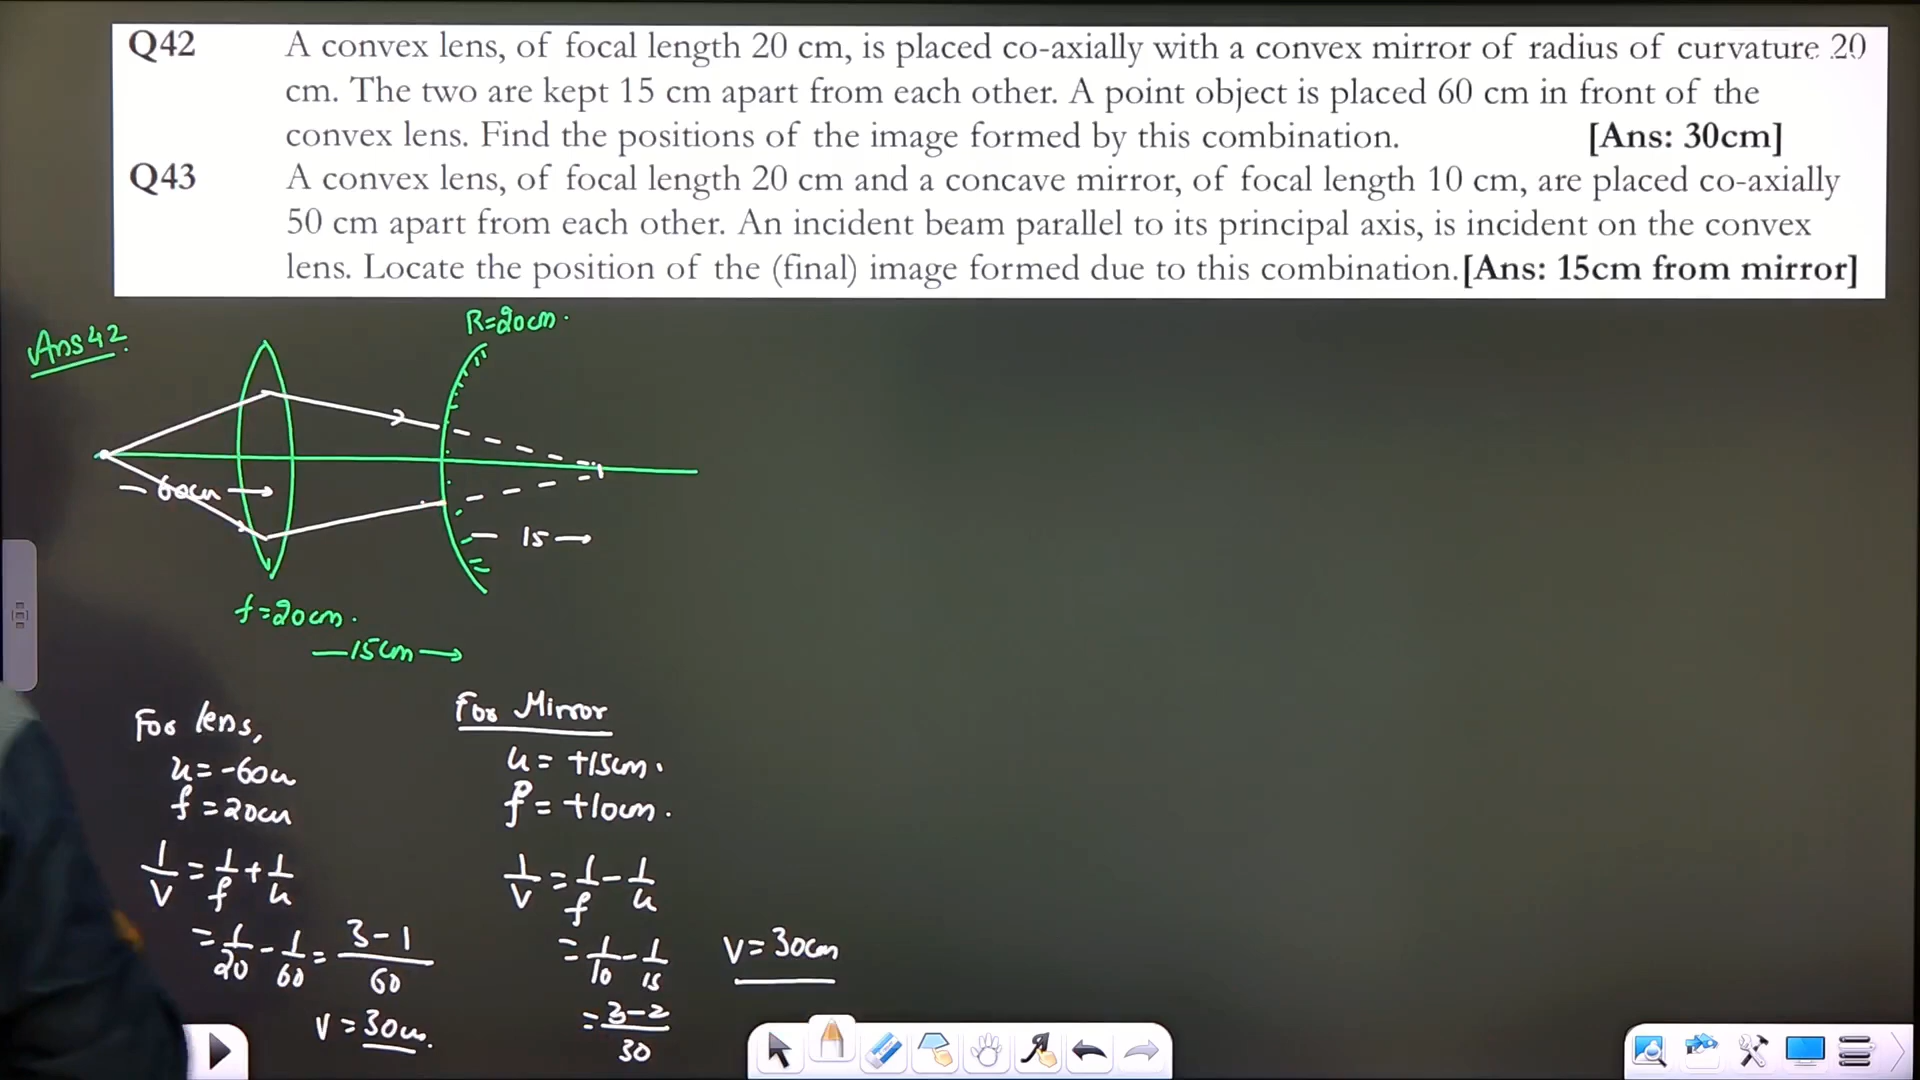 Q42 A convex lens, of focal length 20 cm, is placed co-axially with a convex mirror of radius of curvature 20
cm. The two are kept 15 cm apart from each other. A point object is placed 60 cm in front of the
convex lens. Find the positions of the image formed by this combination. [Ans: 30cm]
Q43 A convex lens, of focal length 20 cm and a concave mirror, of focal length 10 cm, are placed co-axially
50 cm apart from each other. An incident beam parallel to its principal axis, is incident on the convex
lens. Locate the position of the (final) image formed due to this combination. [Ans: 15cm from mirror]
Ans 42.
R=20cm.
60cm
15
f=20cm.
15cm
For lens,
u=-60cm
f=20cm
1/v = 1/f + 1/u
= 1/20 - 1/60 = 3-1/60
v=30cm.
For Mirror
u= +15cm.
f= +10cm.
1/v = 1/f - 1/u
= 1/10 - 1/15
= 3-2/30
v=30cm